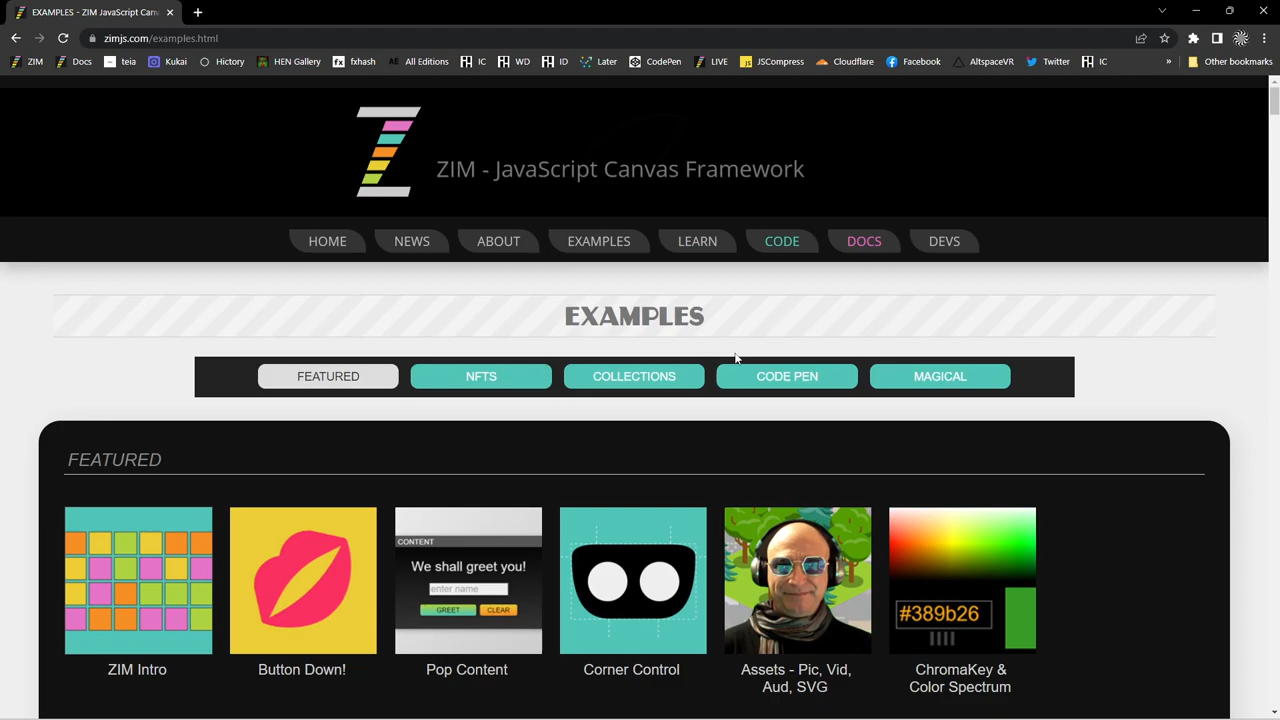 EXAMPLES - ZIM JavaScript Can
zimjs.com/examples.html
ZIM Docs teia Kukai Hictory HEN Gallery fxhash All Editions IC WD ID Later CodePen LIVE JSCompress Cloudflare Facebook AltspaceVR Twitter IC » Other bookmarks
ZIM - JavaScript Canvas Framework
HOME NEWS ABOUT EXAMPLES LEARN CODE DOCS DEVS
EXAMPLES
FEATURED NFTS COLLECTIONS CODE PEN MAGICAL
FEATURED
CONTENT
We shall greet you!
enter name
GREET CLEAR
#389b26
ZIM Intro Button Down! Pop Content Corner Control Assets - Pic, Vid, ChromaKey &
Aud, SVG Color Spectrum